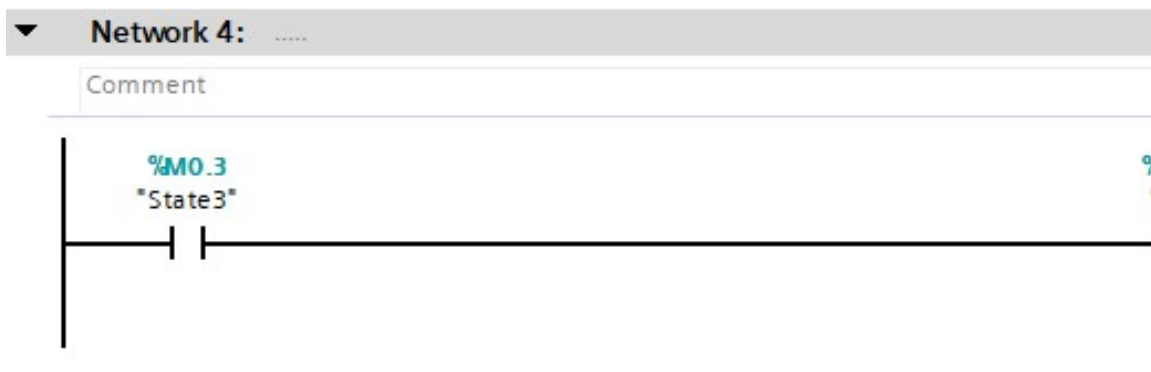 Network 4: .....
Comment
%M0.3
"State3"